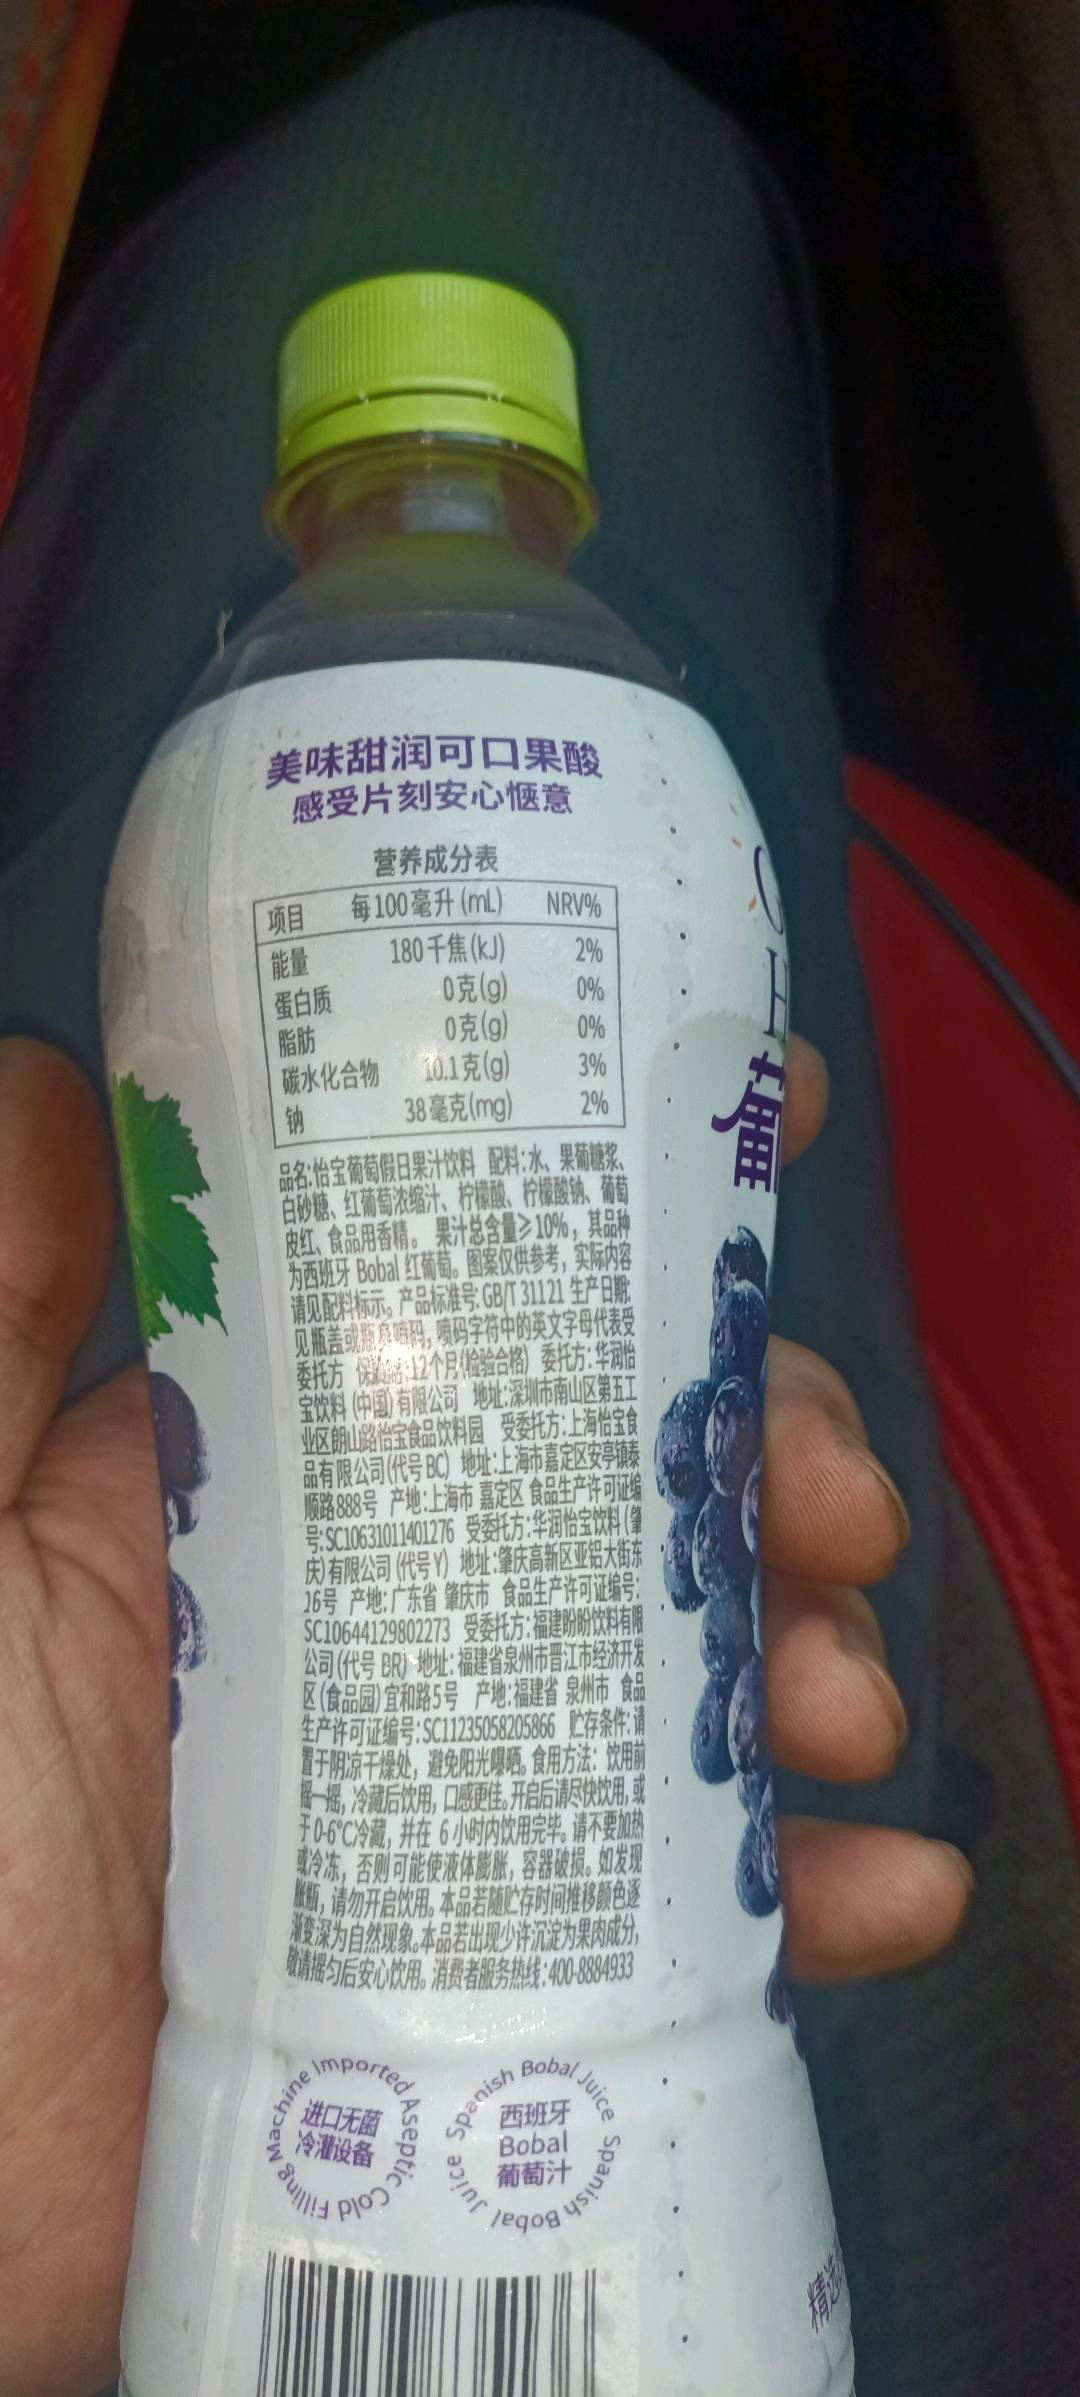 美味甜润可口果酸
感受片刻安心惬意
营养成分表
项目 每100毫升(mL) NRV%
能量 180千焦(kJ) 2%
蛋白质 0克(g) 0%
脂肪 0克(g) 0%
碳水化合物 10.1克(g) 3%
钠 38毫克(mg) 2%
品名:怡宝葡萄假日果汁饮料 配料:水、果葡糖浆、
白砂糖、红葡萄浓缩汁、柠檬酸、柠檬酸钠、葡萄
皮红、食品用香精。 果汁总含量≥10%,其品种
为西班牙 Bobal 红葡萄。图案仅供参考,实际内容
请见配料标示。产品标准号:GB/T 31121 生产日期:
见瓶盖或瓶身喷码,喷码字符中的英文字母代表受
委托方 保质期:12个月(检验合格) 委托方:华润怡
宝饮料(中国)有限公司 地址:深圳市南山区第五工
业区朗山路怡宝食品饮料园 受委托方:上海怡宝食
品有限公司(代号BC) 地址:上海市嘉定区安亭镇泰
顺路888号 产地:上海市 嘉定区 食品生产许可证编
号:SC10631011401276 受委托方:华润怡宝饮料(肇
庆)有限公司(代号Y) 地址:肇庆高新区亚铝大街东
16号 产地:广东省 肇庆市 食品生产许可证编号:
SC10644129802273 受委托方:福建盼盼饮料有限
公司(代号 BR) 地址:福建省泉州市晋江市经济开发
区(食品园)宜和路5号 产地:福建省 泉州市 食品
生产许可证编号:SC11235058205866 贮存条件:请
置于阴凉干燥处,避免阳光曝晒。食用方法:饮用前
摇一摇,冷藏后饮用,口感更佳。开启后请尽快饮用,或
于0-6℃冷藏,并在 6小时内饮用完毕。请不要加热
或冷冻,否则可能使液体膨胀,容器破损。如发现
胀瓶,请勿开启饮用。本品若随贮存时间推移颜色逐
渐变深为自然现象。本品若出现少许沉淀为果肉成分,
敬请摇匀后安心饮用。消费者服务热线:400-8884933
Imported Aseptic Cold Filling Machine
进口无菌
冷灌设备
Spanish Bobal Juice Spanish Bobal Juice
西班牙
Bobal
葡萄汁
葡
精选